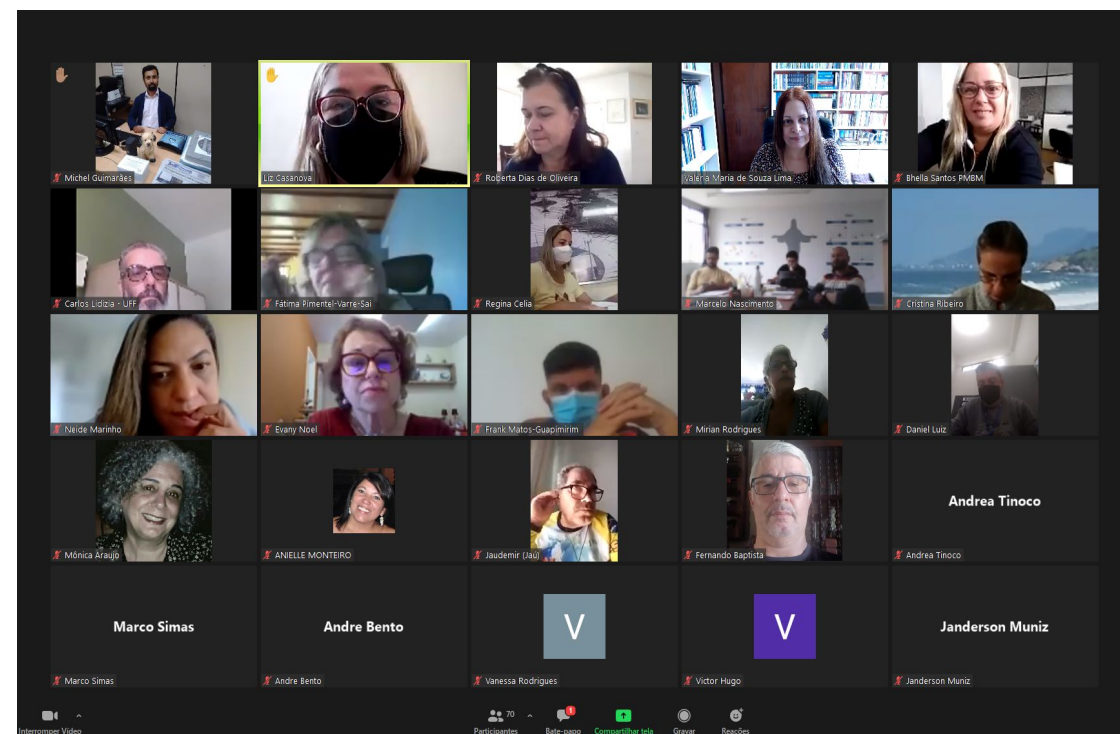 Michel Guimarães
Liz Casanova
Roberta Dias de Oliveira
Valeria Maria de Souza Lima
Bhella Santos PMBM
Carlos Lidizia - UFF
Fátima Pimentel-Varre-Sai
Regina Celia
Marcelo Nascimento
Cristina Ribeiro
Neide Marinho
Evany Noel
Frank Matos-Guapimirim
Mirian Rodrigues
Daniel Luiz
Mônica Araujo
ANIELLE MONTEIRO
Jaudemir (Jaú)
Fernando Baptista
Andrea Tinoco
Andrea Tinoco
Marco Simas
Andre Bento
V
V
Janderson Muniz
Marco Simas
Andre Bento
Vanessa Rodrigues
Victor Hugo
Janderson Muniz
Interromper Vídeo
70
Participantes
1
Bate-papo
Compartilhar tela
Gravar
Reações